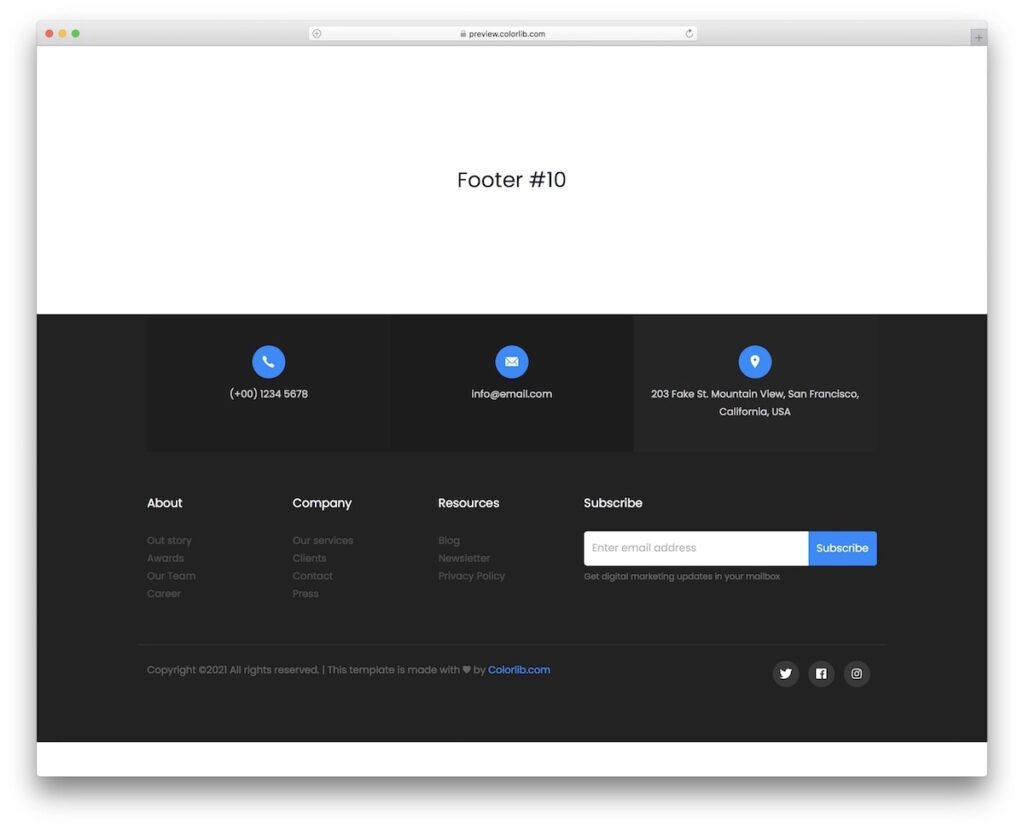 preview.colorlib.com
Footer #10
(+00) 1234 5678
info@email.com
203 Fake St. Mountain View, San Francisco,
California, USA
About
Out story
Awards
Our Team
Career
Company
Our services
Clients
Contact
Press
Resources
Blog
Newsletter
Privacy Policy
Subscribe
Enter email address
Subscribe
Get digital marketing updates in your mailbox
Copyright ©2021 All rights reserved. | This template is made with ♥ by Colorlib.com